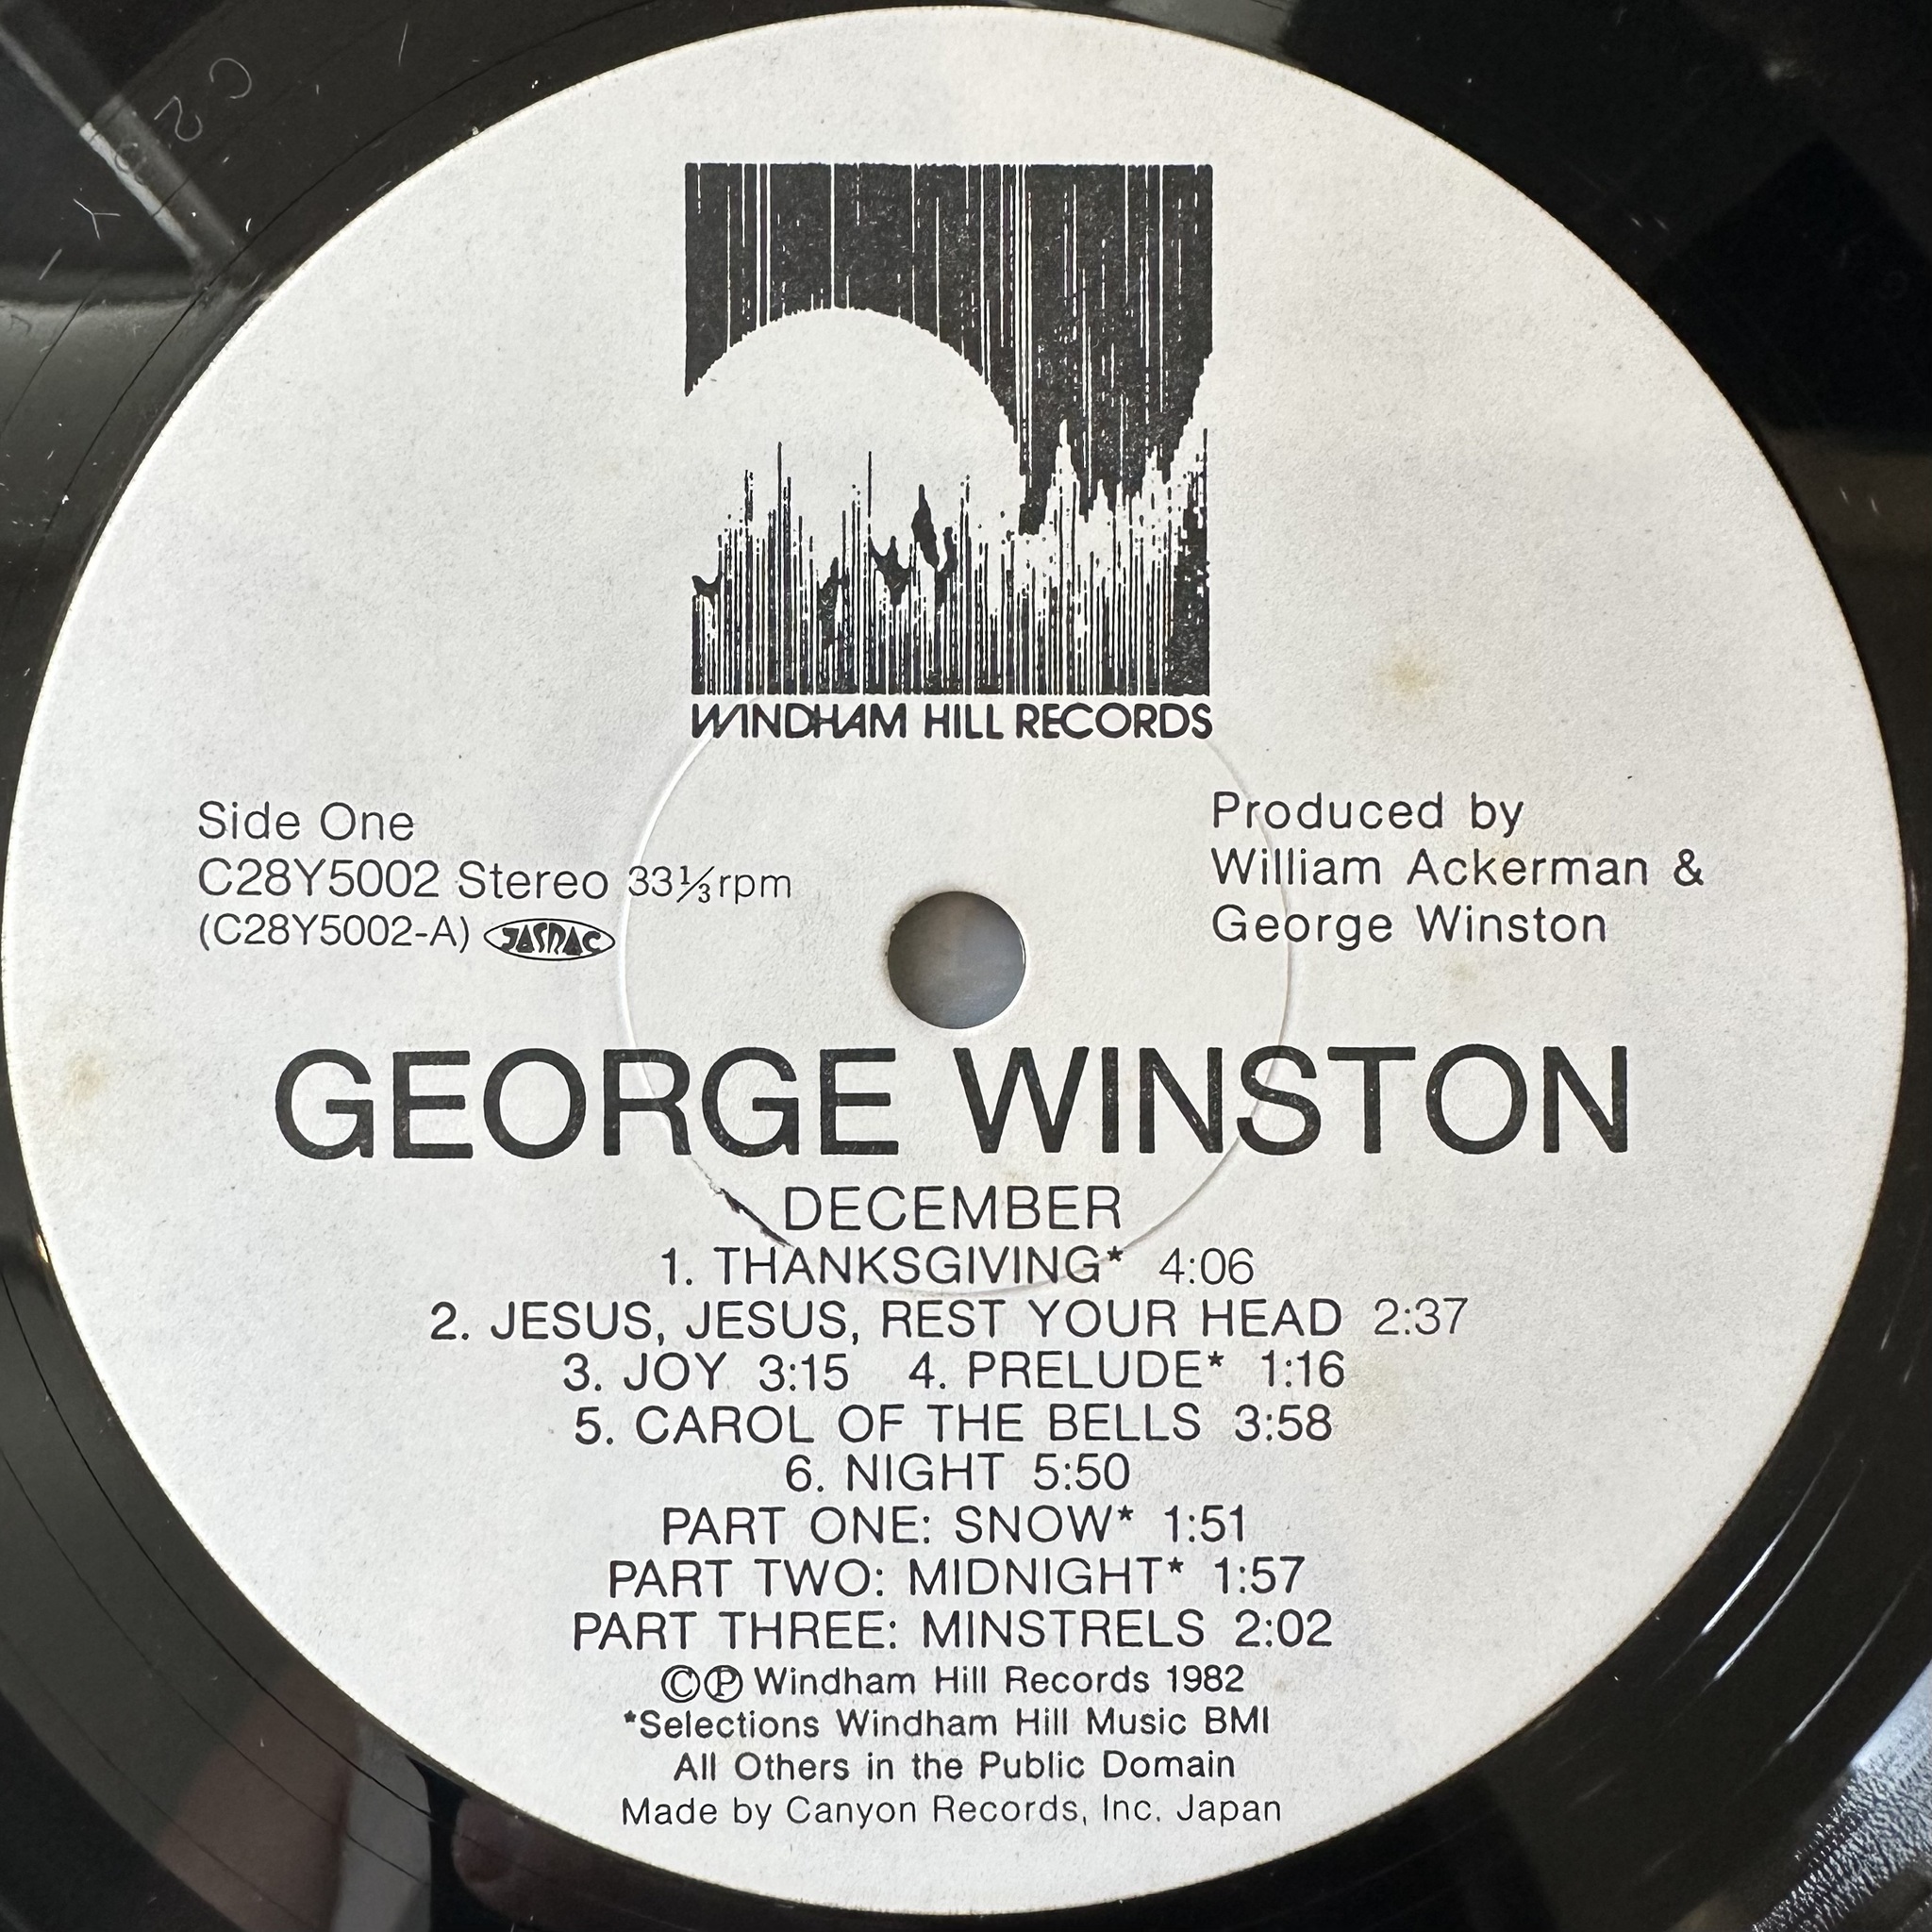 WINDHAM HILL RECORDS
Side One
C28Y5002 Stereo 33⅓rpm
(C28Y5002-A) JASRAC
Produced by
William Ackerman &
George Winston
GEORGE WINSTON
DECEMBER
1. THANKSGIVING* 4:06
2. JESUS, JESUS, REST YOUR HEAD 2:37
3. JOY 3:15 4. PRELUDE* 1:16
5. CAROL OF THE BELLS 3:58
6. NIGHT 5:50
PART ONE: SNOW* 1:51
PART TWO: MIDNIGHT* 1:57
PART THREE: MINSTRELS 2:02
©℗ Windham Hill Records 1982
*Selections Windham Hill Music BMI
All Others in the Public Domain
Made by Canyon Records, Inc. Japan